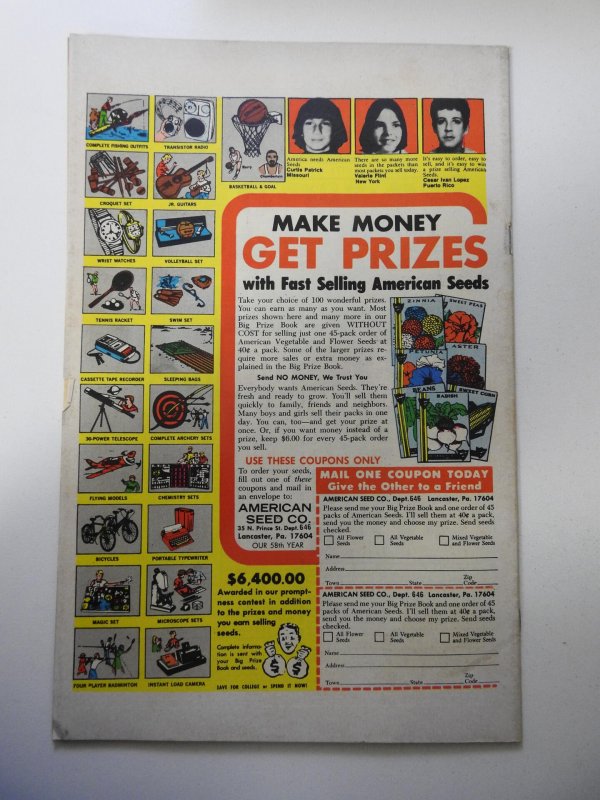 COMPLETE FISHING OUTFITS
TRANSISTOR RADIO
CROQUET SET
JR. GUITARS
WRIST WATCHES
VOLLEYBALL SET
TENNIS RACKET
SWIM SET
CASSETTE TAPE RECORDER
SLEEPING BAGS
30-POWER TELESCOPE
COMPLETE ARCHERY SETS
FLYING MODELS
CHEMISTRY SETS
BICYCLES
PORTABLE TYPEWRITER
MAGIC SET
MICROSCOPE SETS
FOUR PLAYER BADMINTON
INSTANT LOAD CAMERA
BASKETBALL & GOAL
America needs American
Seeds
Curtis Patrick
Missouri
There are so many more
seeds in the packets than
most packets you sell today.
Valerie Flint
New York
It's easy to order, easy to
sell, and it's easy to win
a prize selling American
Seeds.
Cesar Ivan Lopez
Puerto Rico
MAKE MONEY
GET PRIZES
with Fast Selling American Seeds
Take your choice of 100 wonderful prizes.
You can earn as many as you want. Most
prizes shown here and many more in our
Big Prize Book are given WITHOUT
COST for selling just one 45-pack order of
American Vegetable and Flower Seeds at
40¢ a pack. Some of the larger prizes re-
quire more sales or extra money as ex-
plained in the Big Prize Book.
Send NO MONEY, We Trust You
Everybody wants American Seeds. They're
fresh and ready to grow. You'll sell them
quickly to family, friends and neighbors.
Many boys and girls sell their packs in one
day. You can, too—and get your prize at
once. Or, if you want money instead of a
prize, keep $6.00 for every 45-pack order
you sell.
ZINNIA
SWEET PEAS
PETUNIA
ASTER
BEANS
RADISH
SWEET CORN
USE THESE COUPONS ONLY
To order your seeds,
fill out one of these
coupons and mail in
an envelope to:
AMERICAN
SEED CO.
35 N. Prince St. Dept. 646
Lancaster, Pa. 17604
OUR 58th YEAR
$6,400.00
Awarded in our prompt-
ness contest in addition
to the prizes and money
you earn selling
seeds.
Complete informa-
tion is sent with
your Big Prize
Book and seeds.
SAVE FOR COLLEGE or SPEND IT NOW!
MAIL ONE COUPON TODAY
Give the Other to a Friend
AMERICAN SEED CO., Dept. 646 Lancaster, Pa. 17604
Please send me your Big Prize Book and one order of 45
packs of American Seeds. I'll sell them at 40¢ a pack,
send you the money and choose my prize. Send seeds
checked.
All Flower Seeds
All Vegetable Seeds
Mixed Vegetable and Flower Seeds
Name
Address
Town State Zip Code
AMERICAN SEED CO., Dept. 646 Lancaster, Pa. 17604
Please send me your Big Prize Book and one order of 45
packs of American Seeds. I'll sell them at 40¢ a pack,
send you the money and choose my prize. Send seeds
checked.
All Flower Seeds
All Vegetable Seeds
Mixed Vegetable and Flower Seeds
Name
Address
Town State Zip Code